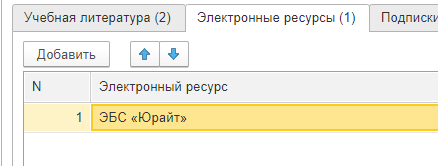 Учебная литература (2) Электронные ресурсы (1) Подписки
Добавить
N Электронный ресурс
1 ЭБС «Юрайт»